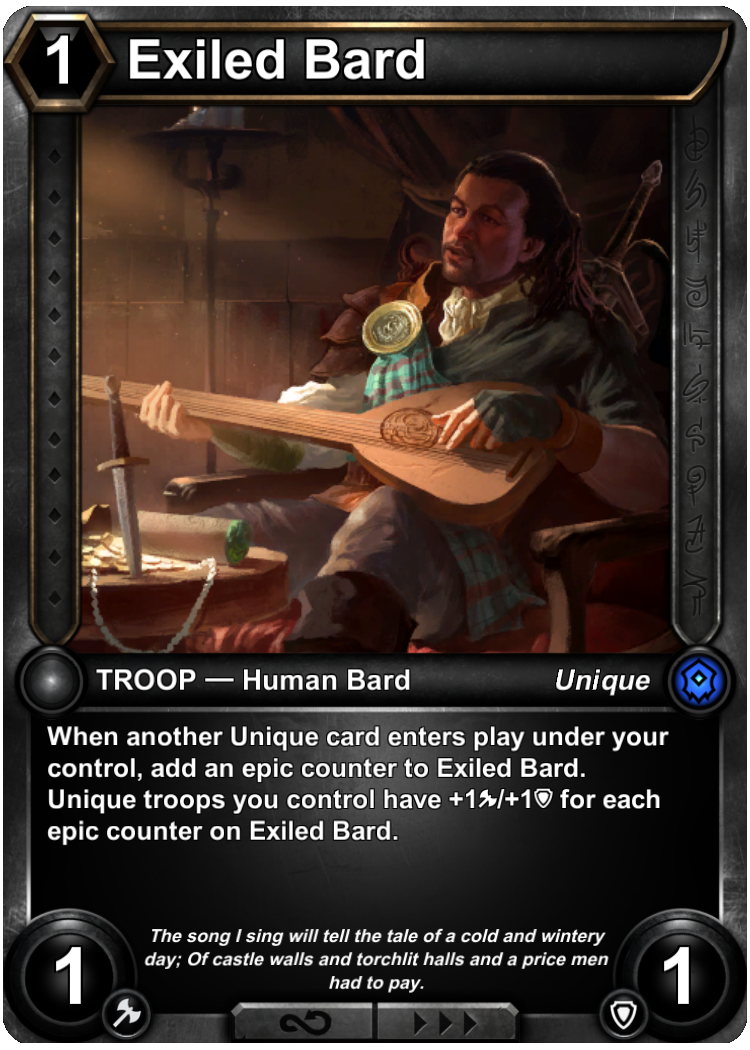 1
Exiled Bard
TROOP — Human Bard
Unique
When another Unique card enters play under your
control, add an epic counter to Exiled Bard.
Unique troops you control have +1/+1 for each
epic counter on Exiled Bard.
The song I sing will tell the tale of a cold and wintery
day; Of castle walls and torchlit halls and a price men
had to pay.
1
1